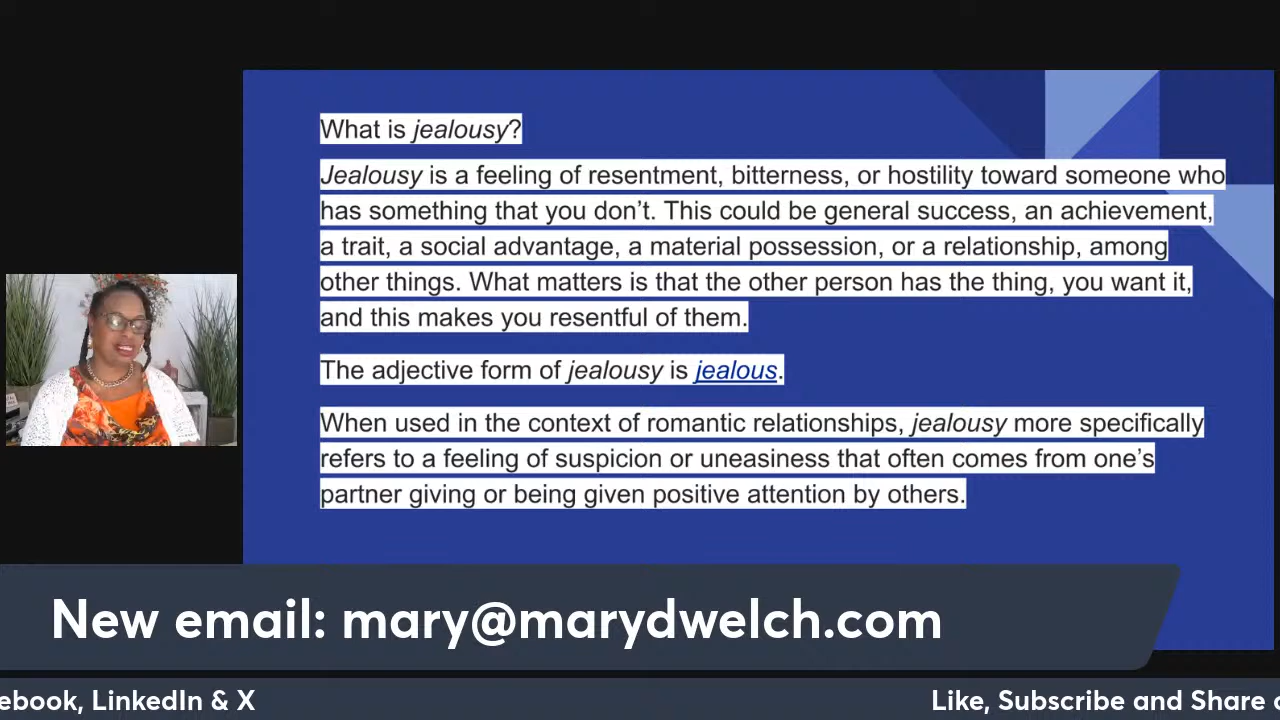 What is jealousy?
Jealousy is a feeling of resentment, bitterness, or hostility toward someone who
has something that you don’t. This could be general success, an achievement,
a trait, a social advantage, a material possession, or a relationship, among
other things. What matters is that the other person has the thing, you want it,
and this makes you resentful of them.
The adjective form of jealousy is jealous.
When used in the context of romantic relationships, jealousy more specifically
refers to a feeling of suspicion or uneasiness that often comes from one’s
partner giving or being given positive attention by others.
New email: mary@marydwelch.com
ebook, LinkedIn & X
Like, Subscribe and Share